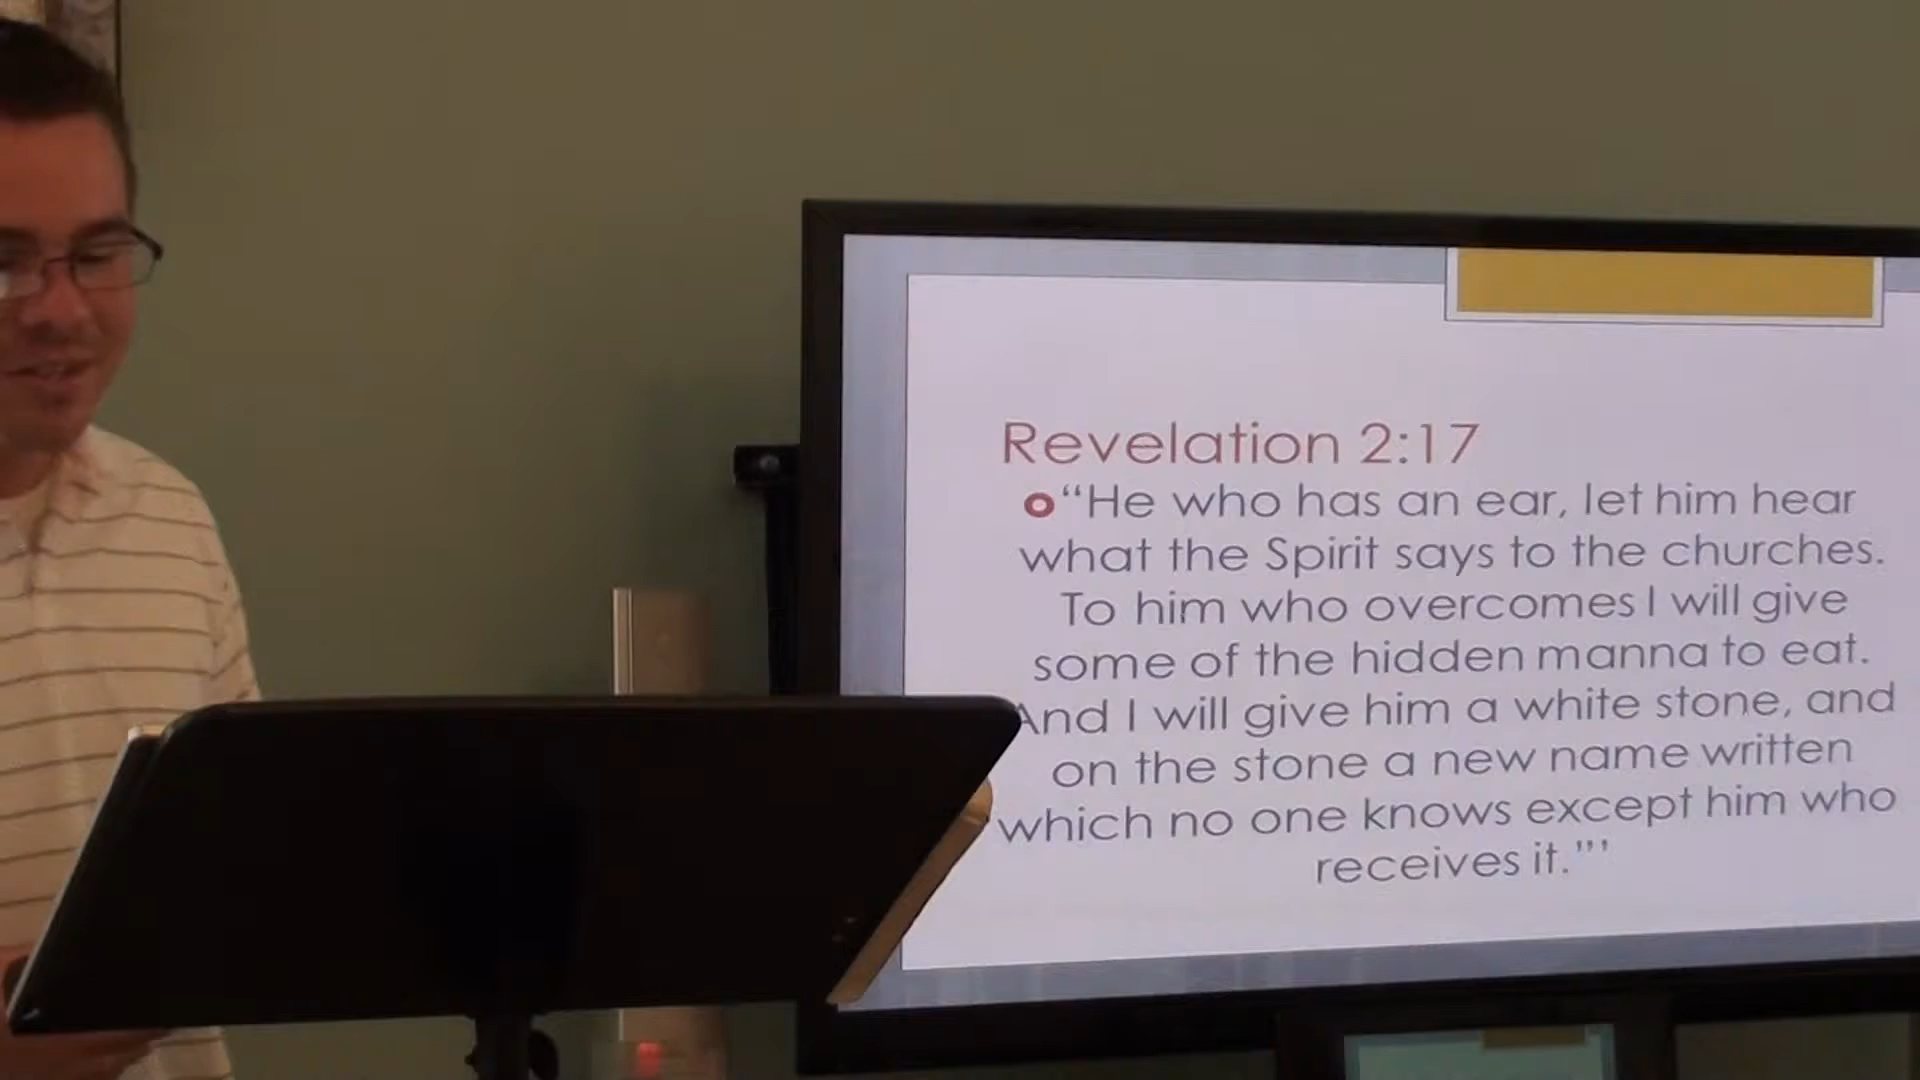 Revelation 2:17
“He who has an ear, let him hear
what the Spirit says to the churches.
To him who overcomes I will give
some of the hidden manna to eat.
And I will give him a white stone, and
on the stone a new name written
which no one knows except him who
receives it.”’